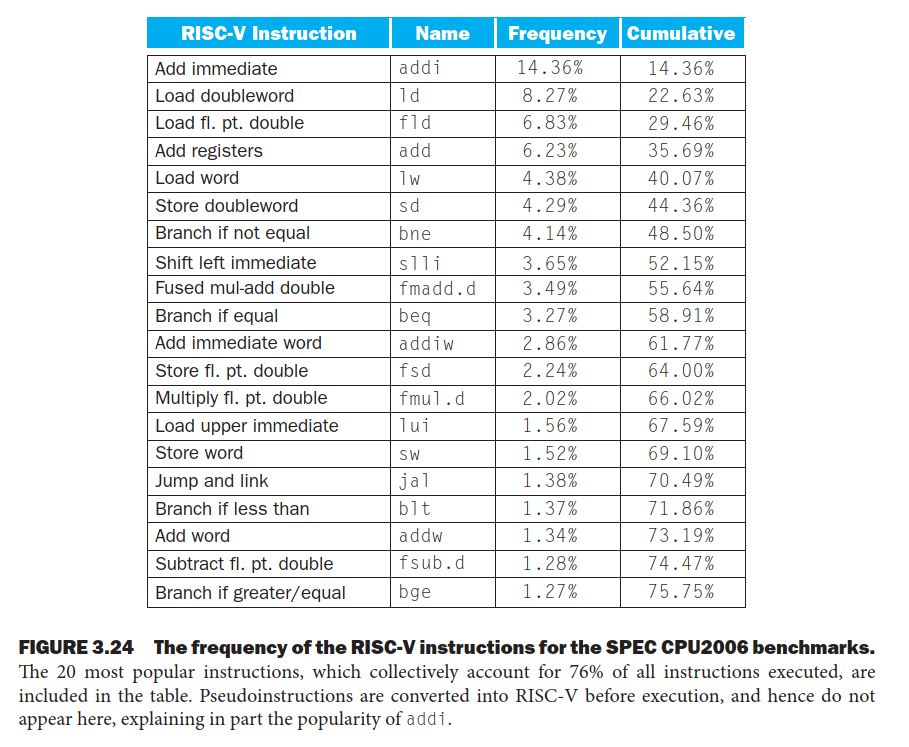 RISC-V Instruction Name Frequency Cumulative
Add immediate addi 14.36% 14.36%
Load doubleword ld 8.27% 22.63%
Load fl. pt. double fld 6.83% 29.46%
Add registers add 6.23% 35.69%
Load word lw 4.38% 40.07%
Store doubleword sd 4.29% 44.36%
Branch if not equal bne 4.14% 48.50%
Shift left immediate slli 3.65% 52.15%
Fused mul-add double fmadd.d 3.49% 55.64%
Branch if equal beq 3.27% 58.91%
Add immediate word addiw 2.86% 61.77%
Store fl. pt. double fsd 2.24% 64.00%
Multiply fl. pt. double fmul.d 2.02% 66.02%
Load upper immediate lui 1.56% 67.59%
Store word sw 1.52% 69.10%
Jump and link jal 1.38% 70.49%
Branch if less than blt 1.37% 71.86%
Add word addw 1.34% 73.19%
Subtract fl. pt. double fsub.d 1.28% 74.47%
Branch if greater/equal bge 1.27% 75.75%
FIGURE 3.24 The frequency of the RISC-V instructions for the SPEC CPU2006 benchmarks.
The 20 most popular instructions, which collectively account for 76% of all instructions executed, are
included in the table. Pseudoinstructions are converted into RISC-V before execution, and hence do not
appear here, explaining in part the popularity of addi.